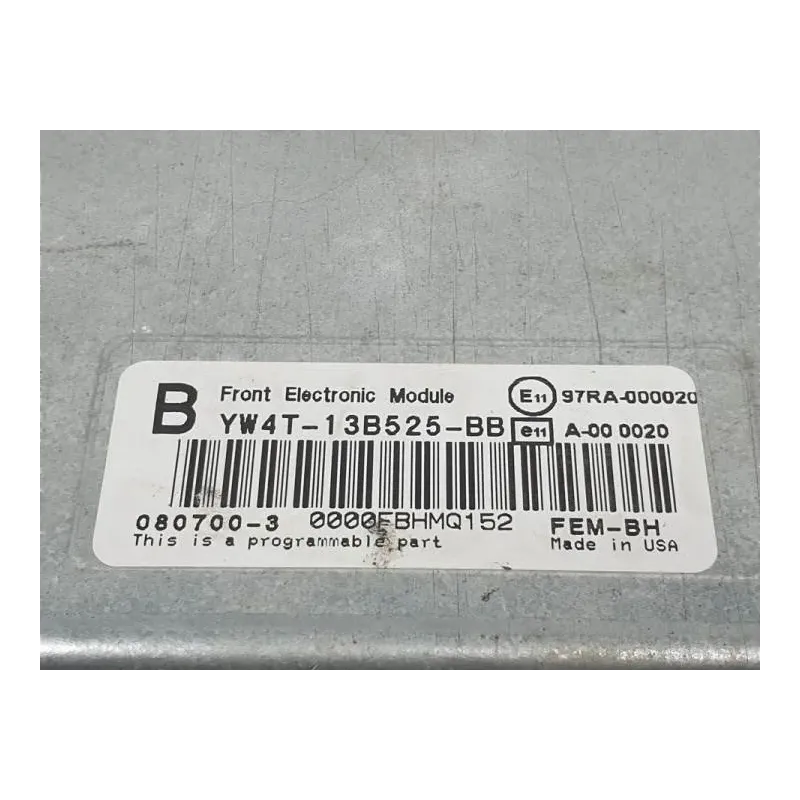 B
Front Electronic Module E11 97RA-000020
YW4T-13B525-BB e11 A-00 0020
080700-3 0000FBHMQ152 FEM-BH
This is a programmable part Made in USA